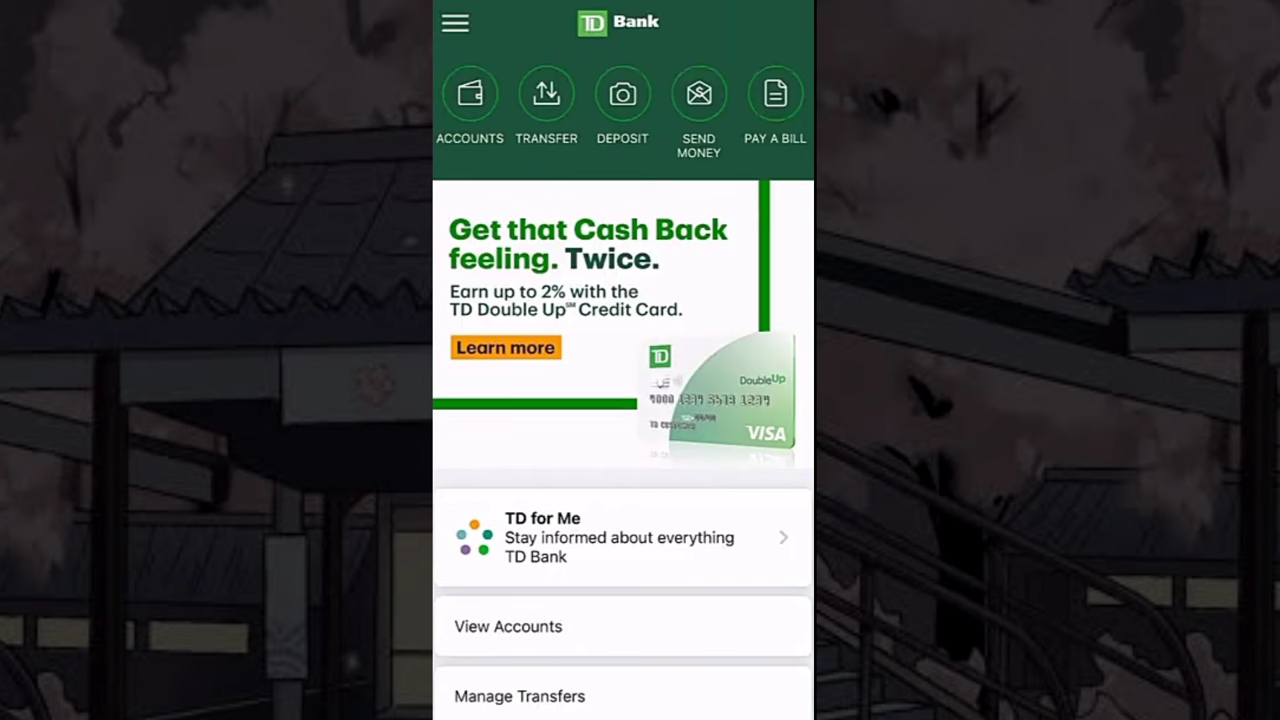 TD Bank
ACCOUNTS
TRANSFER
DEPOSIT
SEND
MONEY
PAY A BILL
Get that Cash Back
feeling. Twice.
Earn up to 2% with the
TD Double Up℠ Credit Card.
Learn more
TD
DoubleUp
VISA
TD for Me
Stay informed about everything
TD Bank
View Accounts
Manage Transfers